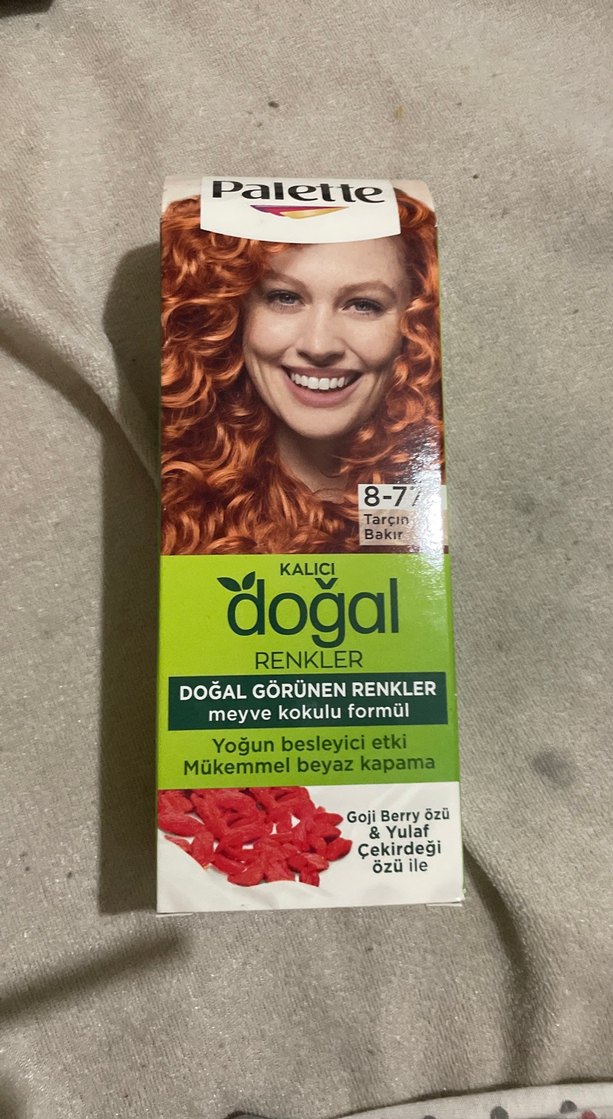 Palette
8-77
Tarçın
Bakır
KALICI
doğal
RENKLER
DOĞAL GÖRÜNEN RENKLER
meyve kokulu formül
Yoğun besleyici etki
Mükemmel beyaz kapama
Goji Berry özü
& Yulaf
Çekirdeği
özü ile